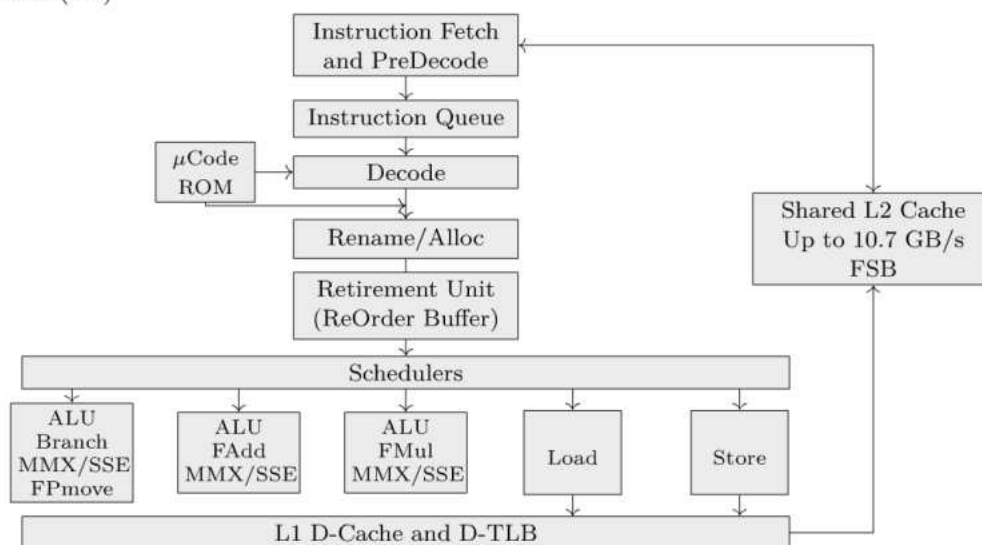 Instruction Fetch
and PreDecode
Instruction Queue
μCode
ROM
Decode
Shared L2 Cache
Up to 10.7 GB/s
FSB
Rename/Alloc
Retirement Unit
(ReOrder Buffer)
Schedulers
ALU
Branch
MMX/SSE
FPmove
ALU
FAdd
MMX/SSE
ALU
FMul
MMX/SSE
Load
Store
L1 D-Cache and D-TLB